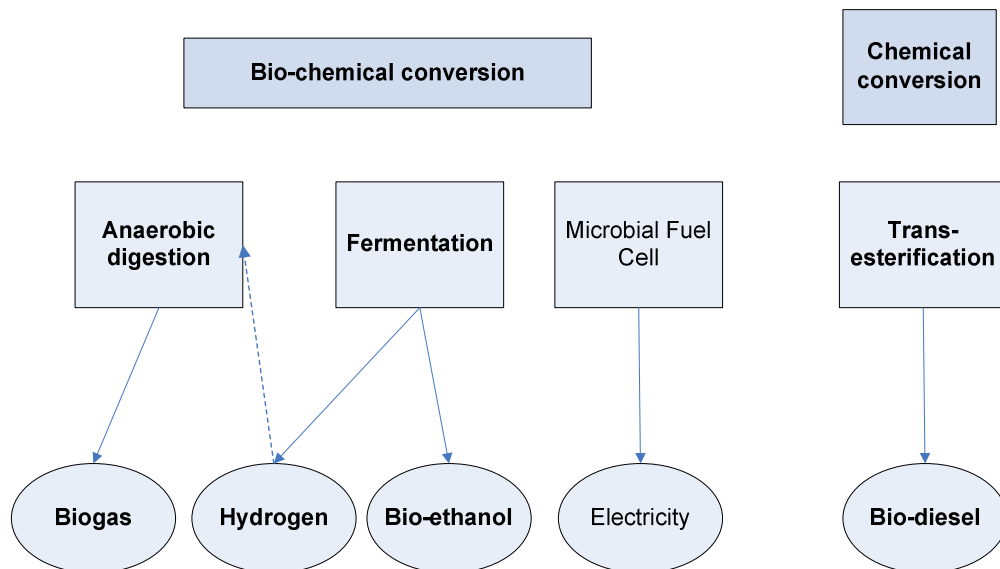 Bio-chemical conversion
Chemical
conversion
Anaerobic
digestion
Fermentation
Microbial Fuel
Cell
Trans-
esterification
Biogas
Hydrogen
Bio-ethanol
Electricity
Bio-diesel